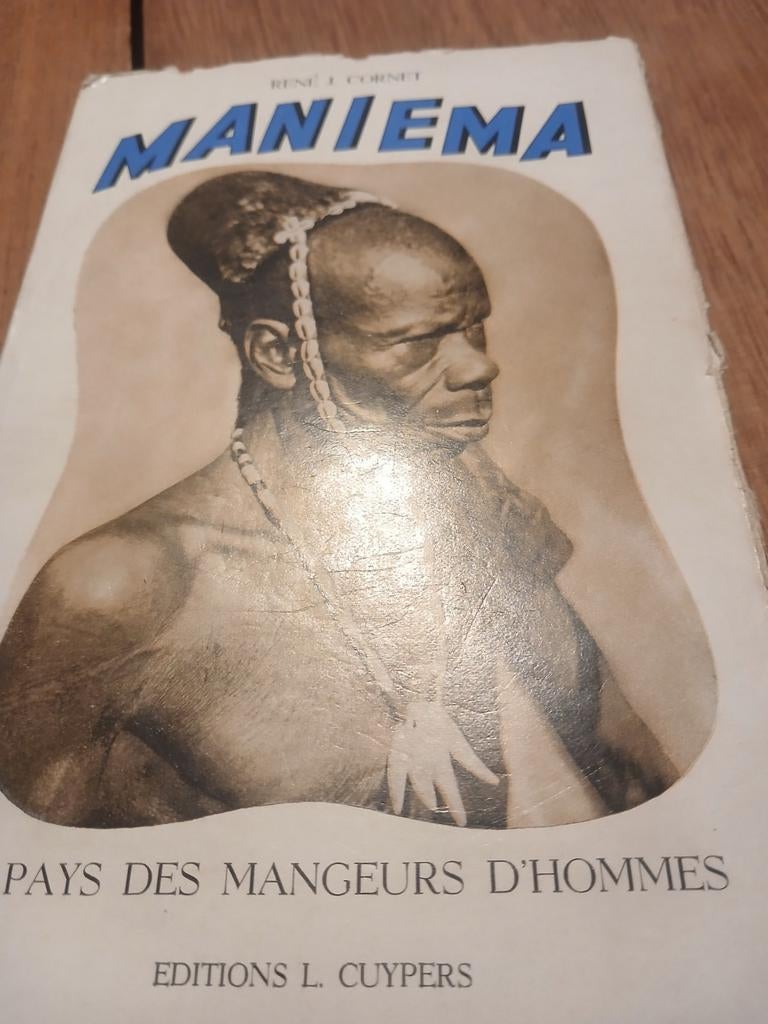 RENÉ J. CORNET
MANIEMA
PAYS DES MANGEURS D'HOMMES
EDITIONS L. CUYPERS